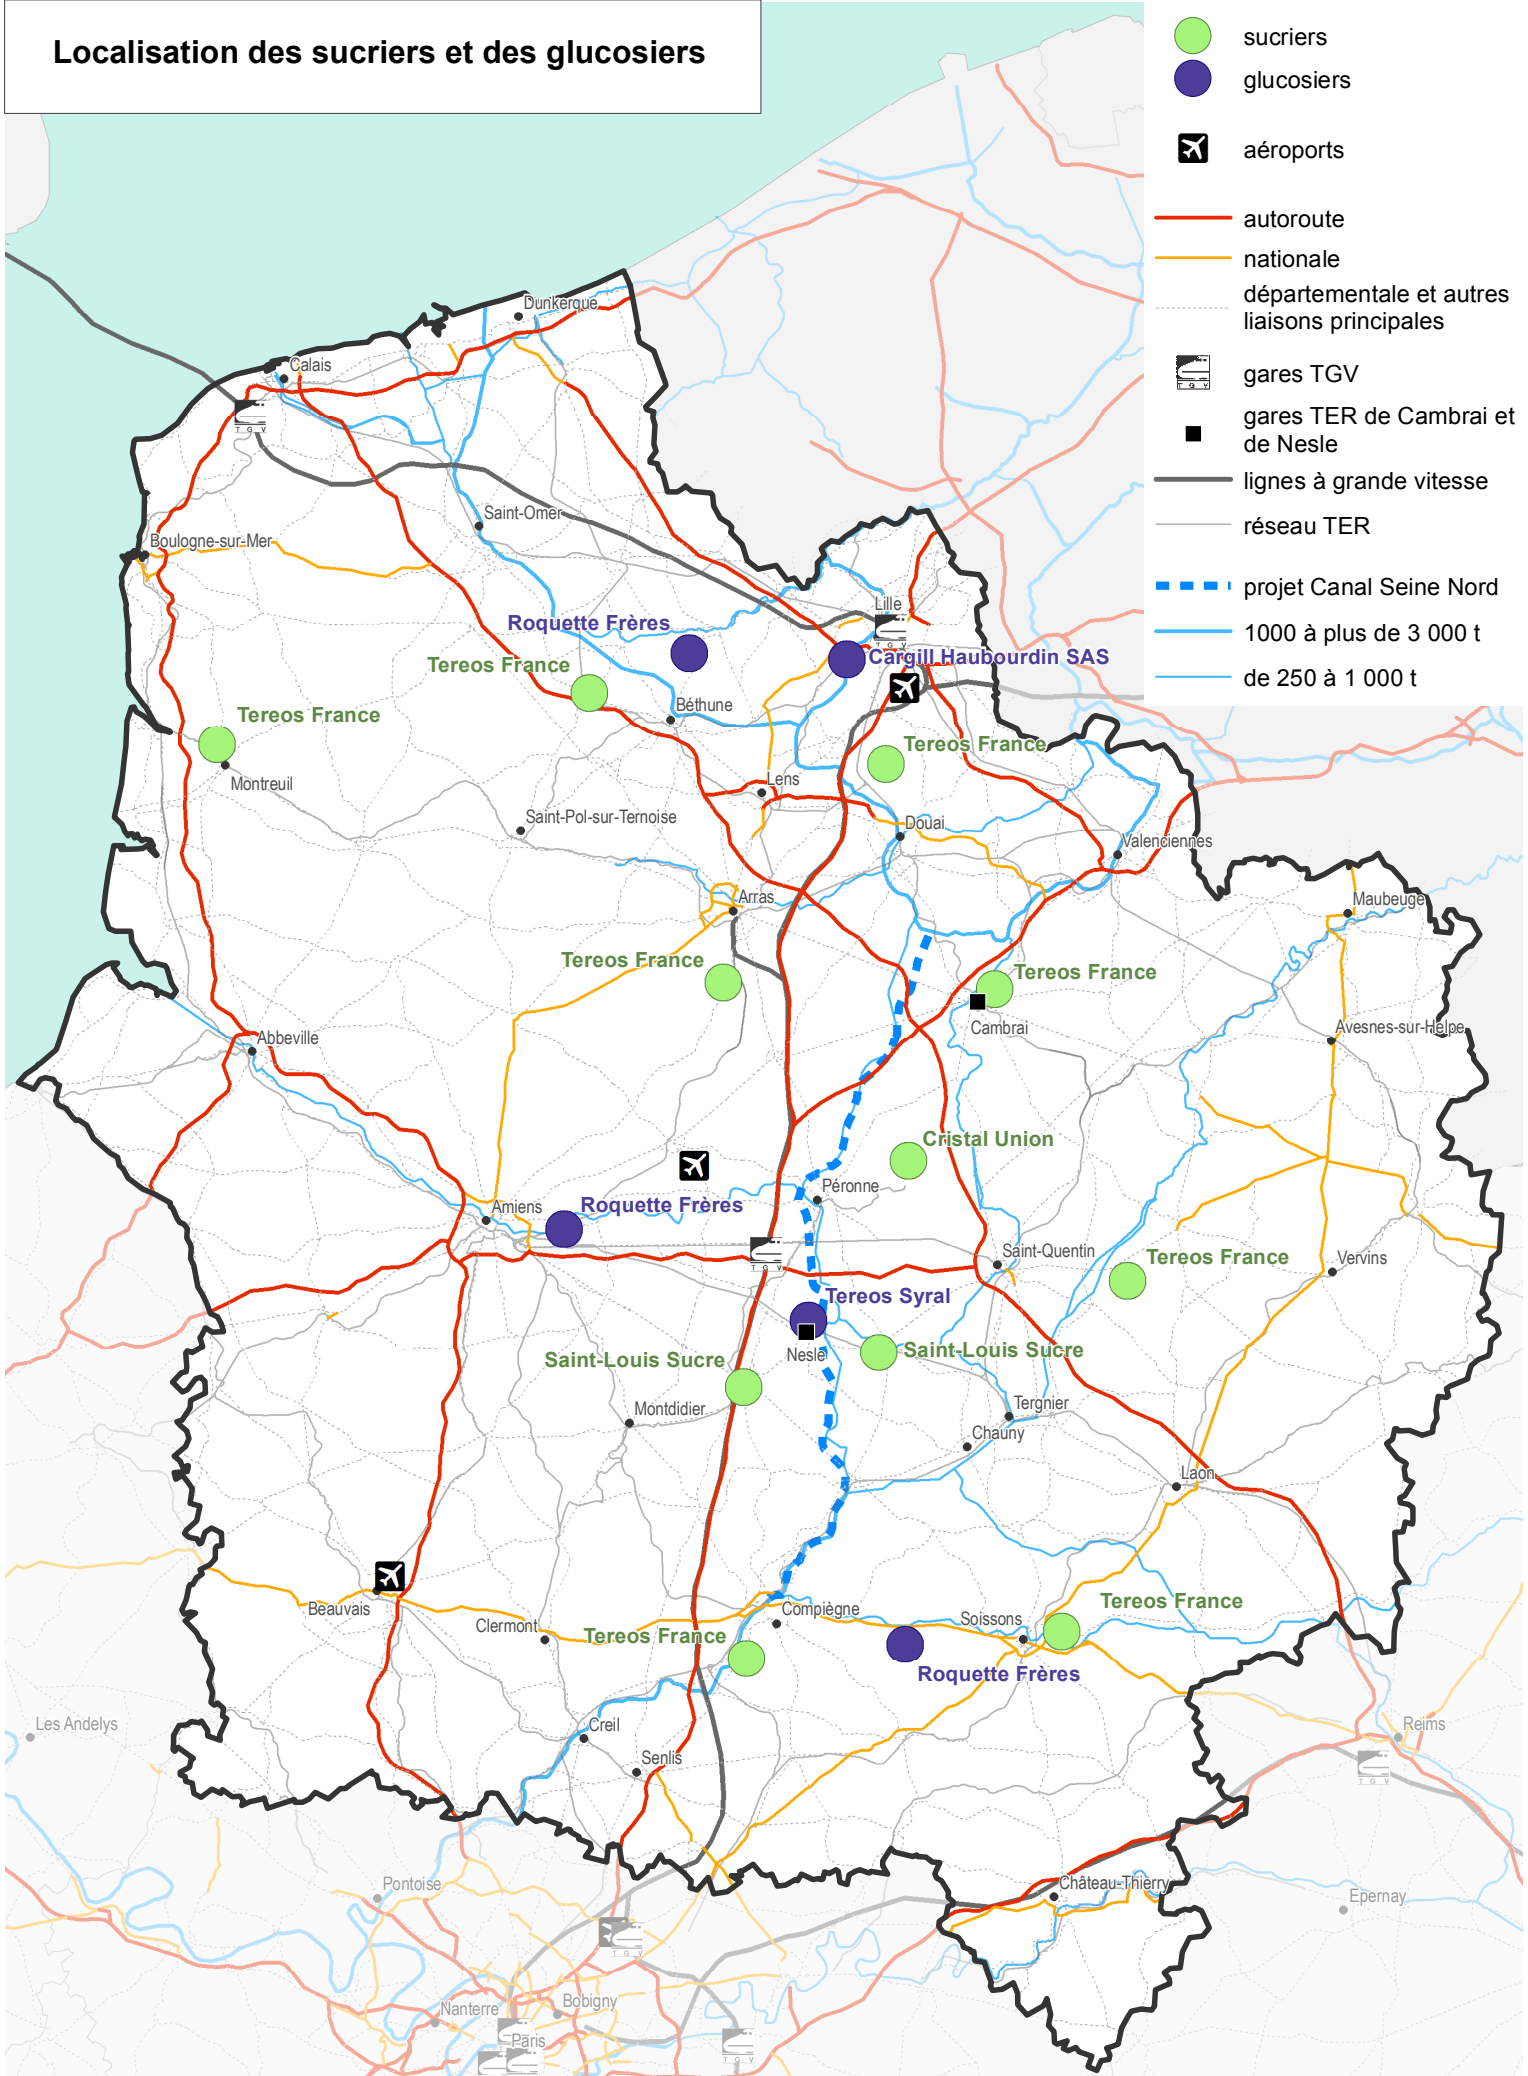 Localisation des sucriers et des glucosiers
sucriers
glucosiers
aéroports
autoroute
nationale
départementale et autres
liaisons principales
T G V
gares TGV
gares TER de Cambrai et
de Nesle
lignes à grande vitesse
réseau TER
projet Canal Seine Nord
1000 à plus de 3 000 t
de 250 à 1 000 t
Dunkerque
Calais
T G V
Saint-Omer
Boulogne-sur-Mer
Lille
T G V
Roquette Frères
Cargill Haubourdin SAS
Tereos France
Béthune
Tereos France
Tereos France
Montreuil
Lens
Saint-Pol-sur-Ternoise
Douai
Valenciennes
Arras
Maubeuge
Tereos France
Tereos France
Cambrai
Avesnes-sur-Helpe
Abbeville
Cristal Union
Péronne
Roquette Frères
Amiens
T G V
Saint-Quentin
Tereos France
Vervins
Tereos Syral
Nesle
Saint-Louis Sucre
Saint-Louis Sucre
Montdidier
Tergnier
Chauny
Laon
Beauvais
Compiègne
Soissons
Tereos France
Clermont
Tereos France
Roquette Frères
Les Andelys
Creil
Reims
T G V
Senlis
Pontoise
Château-Thierry
Epernay
T G V
Nanterre
Bobigny
Paris
T G V